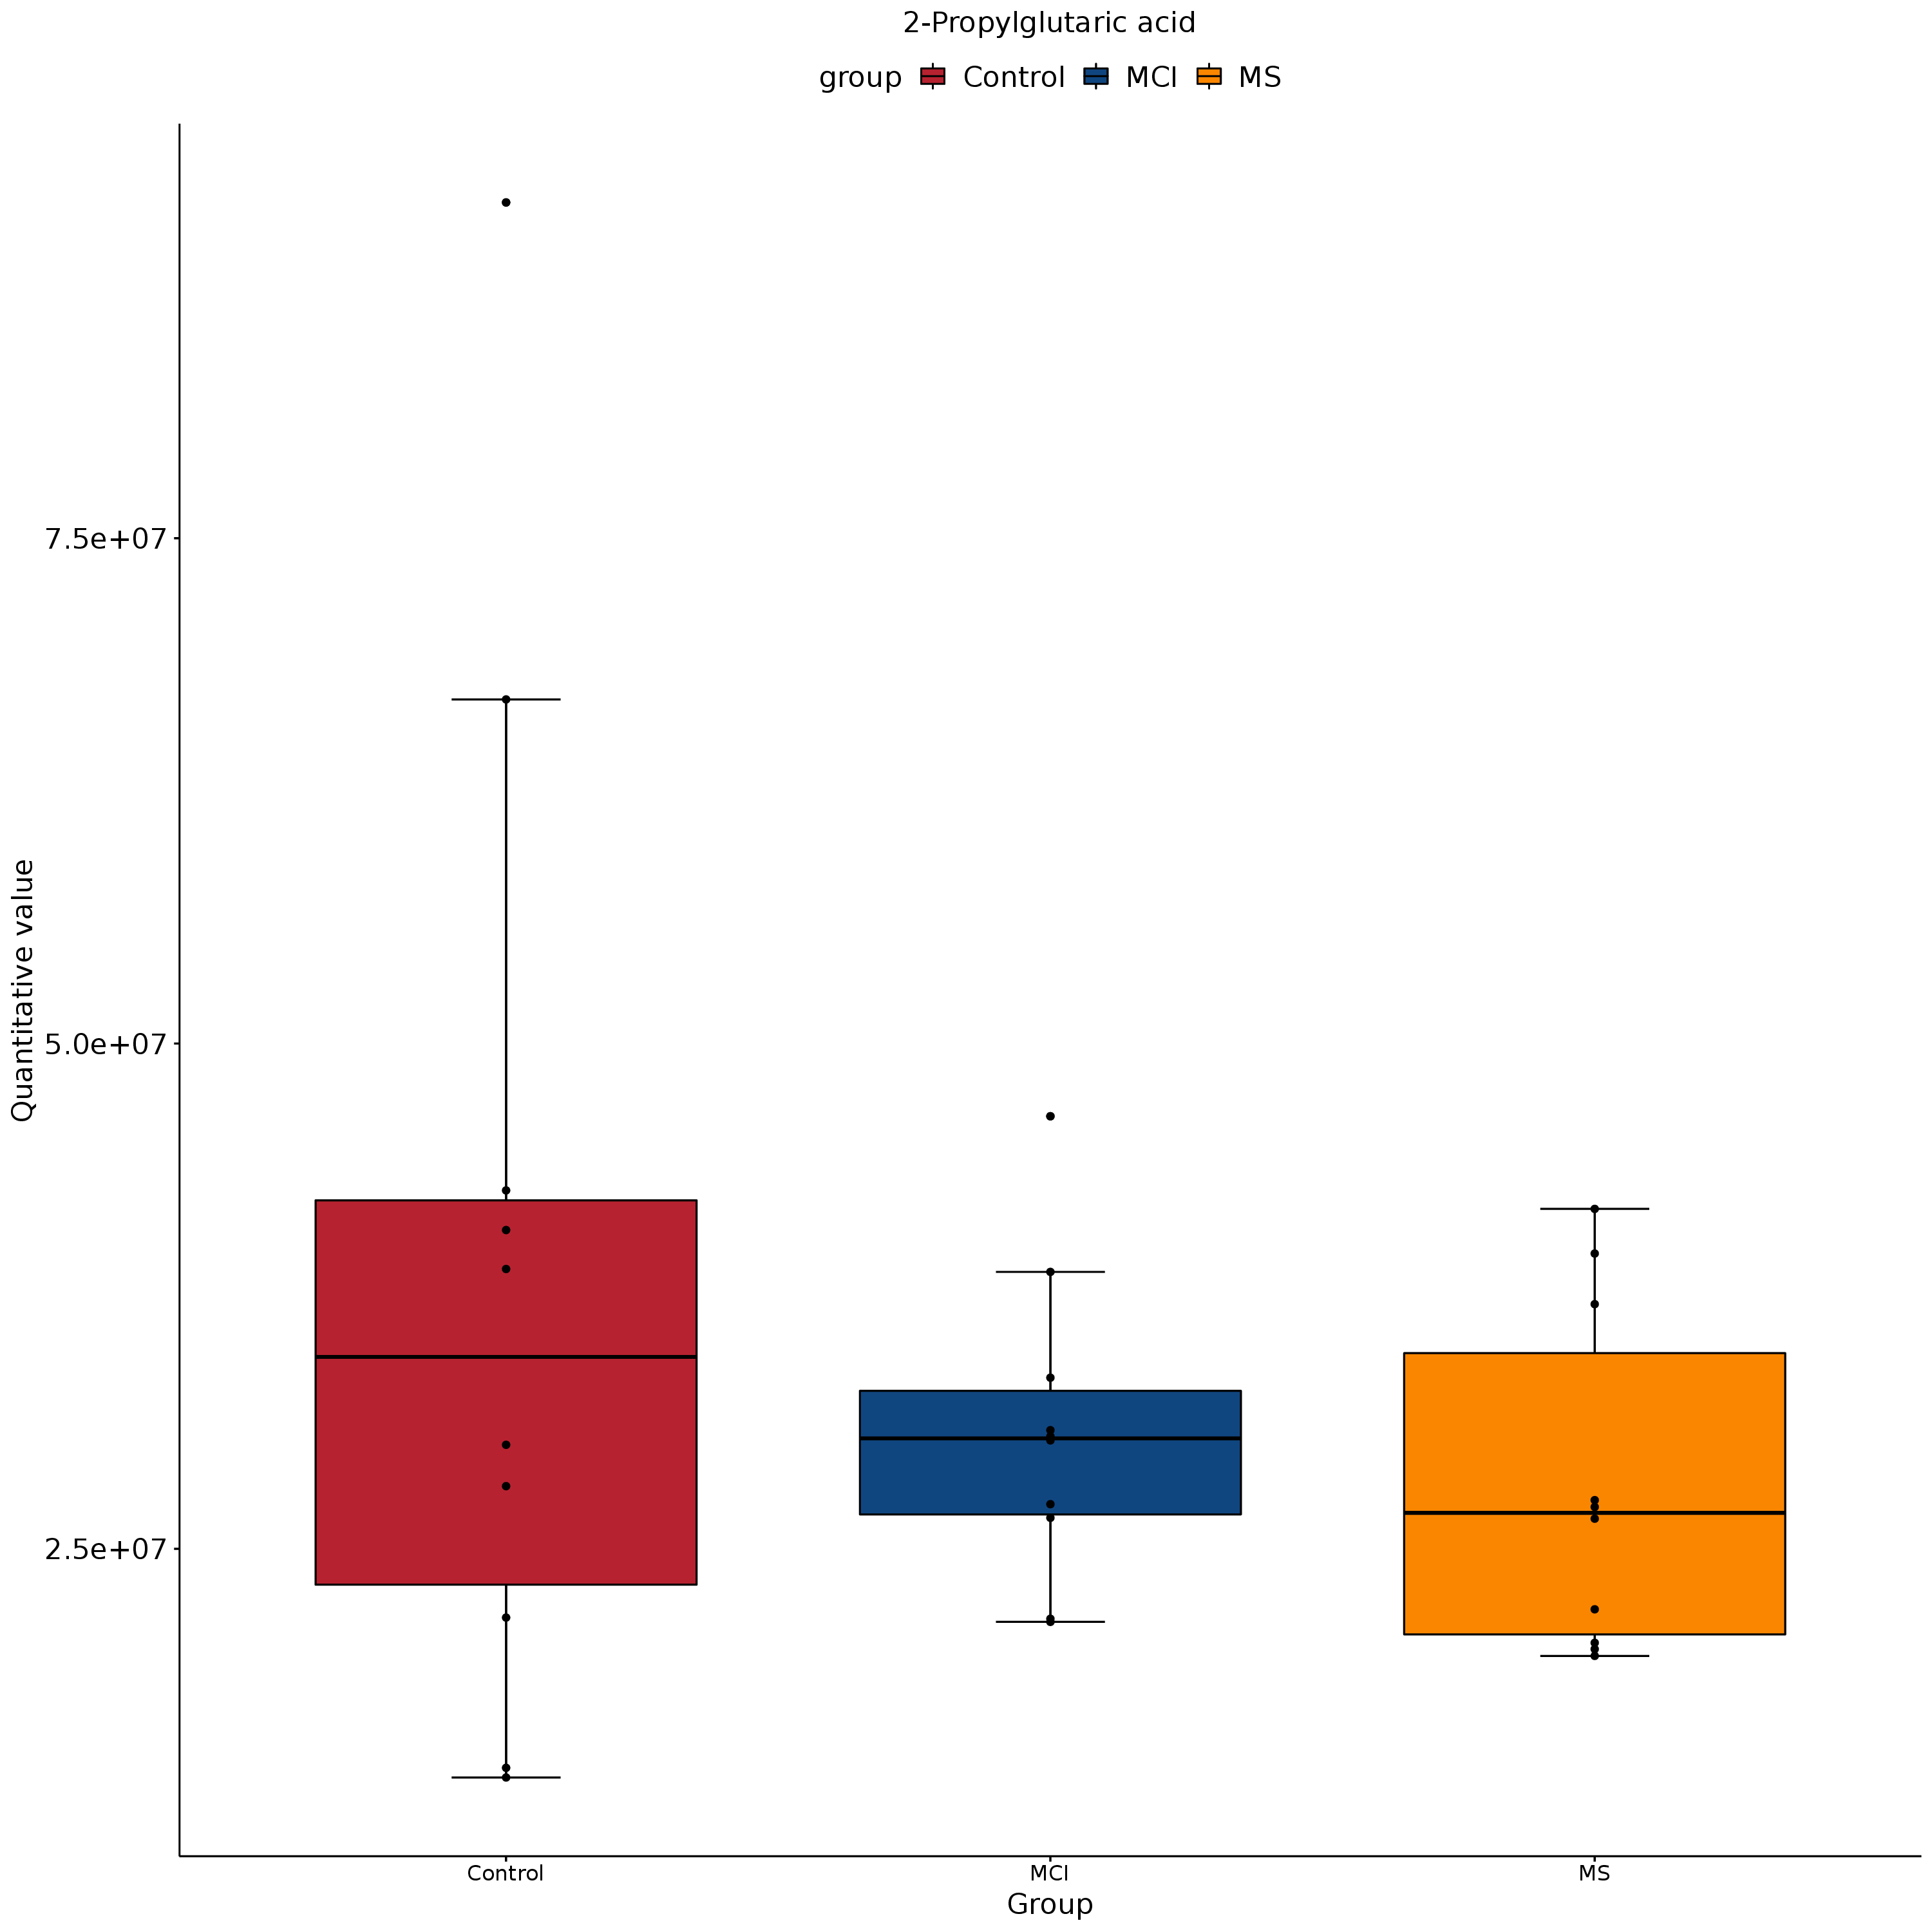 2-Propylglutaric acid
group Control MCI MS
Quantitative value
7.5e+07
5.0e+07
2.5e+07
Control MCI MS
Group